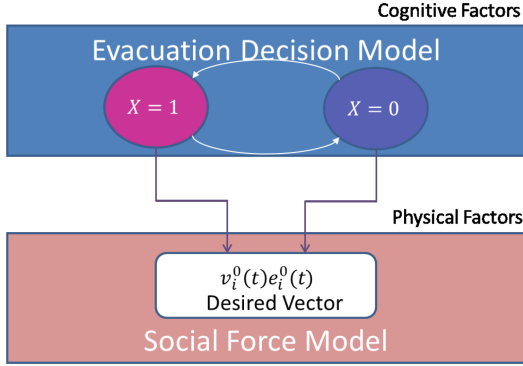 Cognitive Factors
Evacuation Decision Model
X = 1
X = 0
Physical Factors
v_i^0(t)e_i^0(t)
Desired Vector
Social Force Model